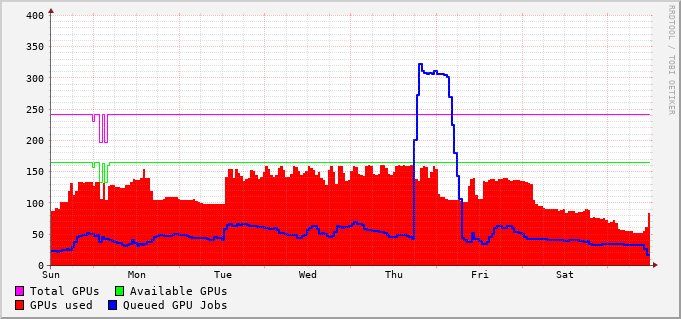 400
350
300
250
200
150
100
50
0
Sun Mon Tue Wed Thu Fri Sat
Total GPUs Available GPUs
GPUs used Queued GPU Jobs
RRDTOOL / TOBI OETIKER